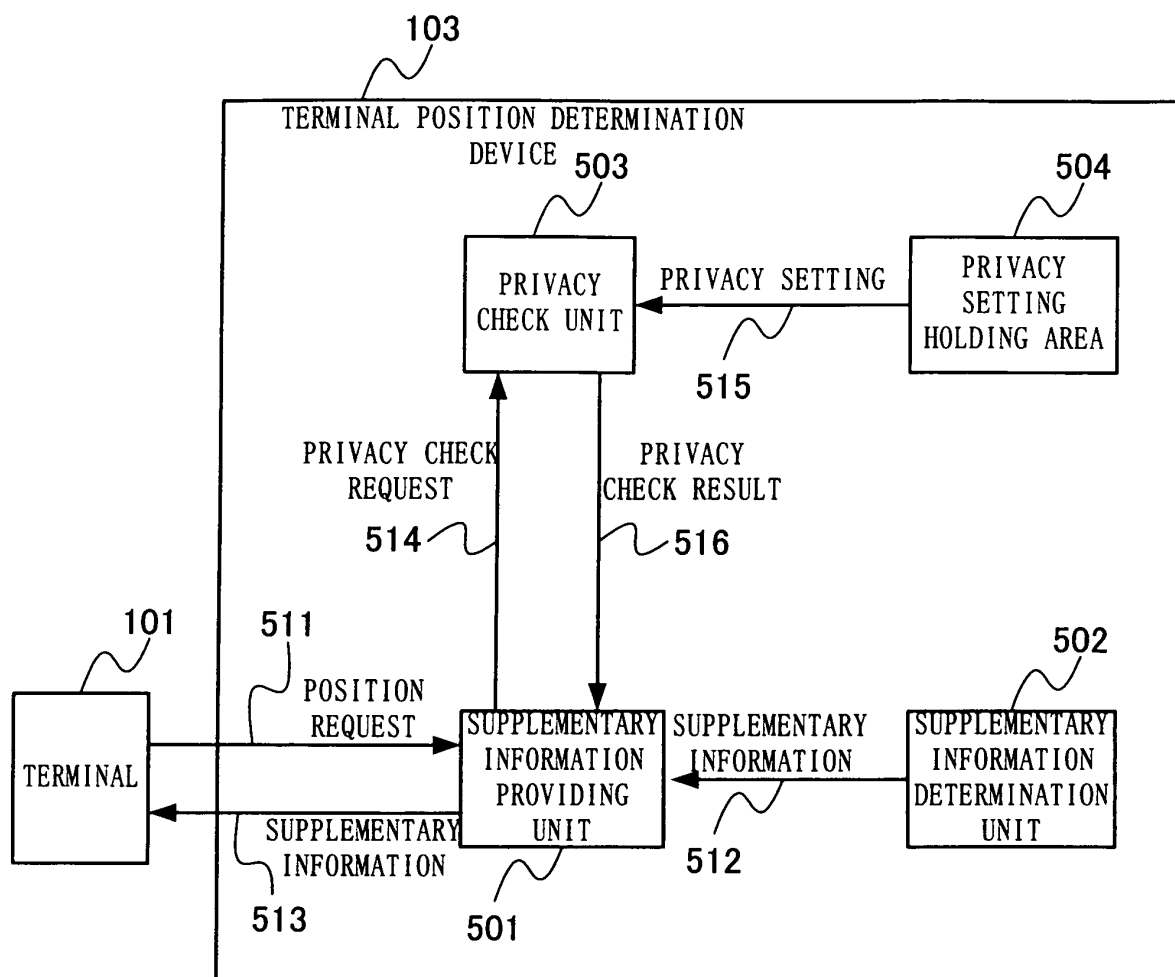 103
TERMINAL POSITION DETERMINATION
DEVICE
503
504
PRIVACY
CHECK UNIT
PRIVACY SETTING
PRIVACY
SETTING
HOLDING AREA
515
PRIVACY CHECK
REQUEST
PRIVACY
CHECK RESULT
514
516
101
511
502
POSITION
REQUEST
TERMINAL
SUPPLEMENTARY
INFORMATION
PROVIDING
UNIT
SUPPLEMENTARY
INFORMATION
SUPPLEMENTARY
INFORMATION
DETERMINATION
UNIT
SUPPLEMENTARY
INFORMATION
512
513
501